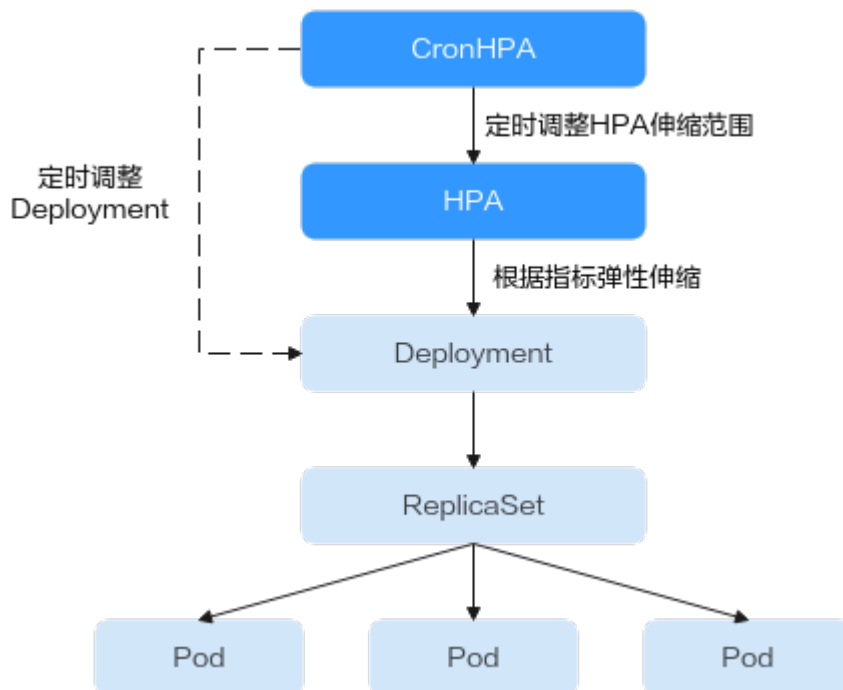 CronHPA
定时调整HPA伸缩范围
定时调整
Deployment
HPA
根据指标弹性伸缩
Deployment
ReplicaSet
Pod
Pod
Pod